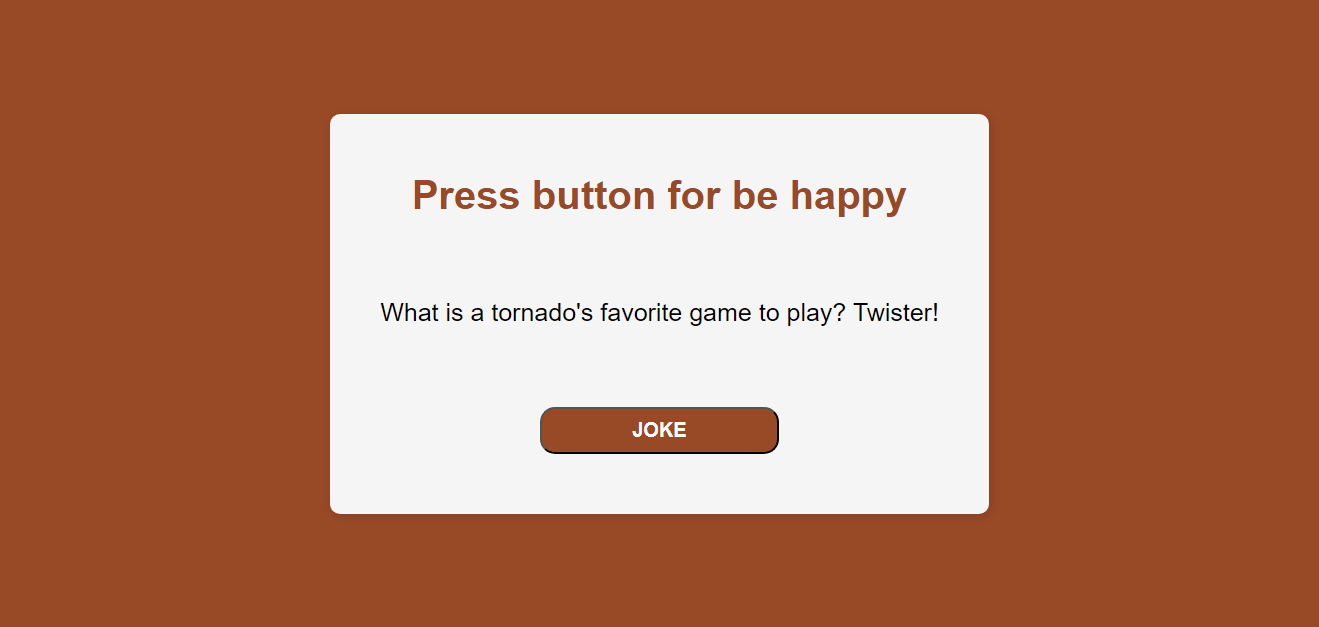 Press button for be happy
What is a tornado's favorite game to play? Twister!
JOKE